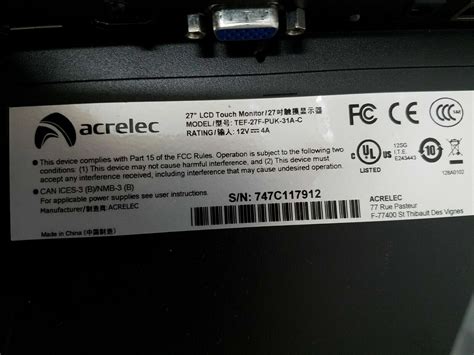 acrelec
27" LCD Touch Monitor/27吋触摸显示器
MODEL/型号: TEF-27F-PUK-31A-C
RATING/输入: 12V⎓ 4A
FC CE CCC
This device complies with Part 15 of the FCC Rules. Operation is subject to the following two
conditions: (1) This device may not cause harmful interference, and (2) This device must
accept any interference received, including interference that may cause undesired operation.
c UL US
LISTED
12SG
I.T.E.
E243443
10
128A0102
CAN ICES-3 (B)/NMB-3 (B)
For applicable power supplies see user instructions.
Manufacturer/制造商: ACRELEC
S/N: 747C117912
Made in China (中国制造)
ACRELEC
77 Rue Pasteur
F-77400 St Thibault Des Vignes